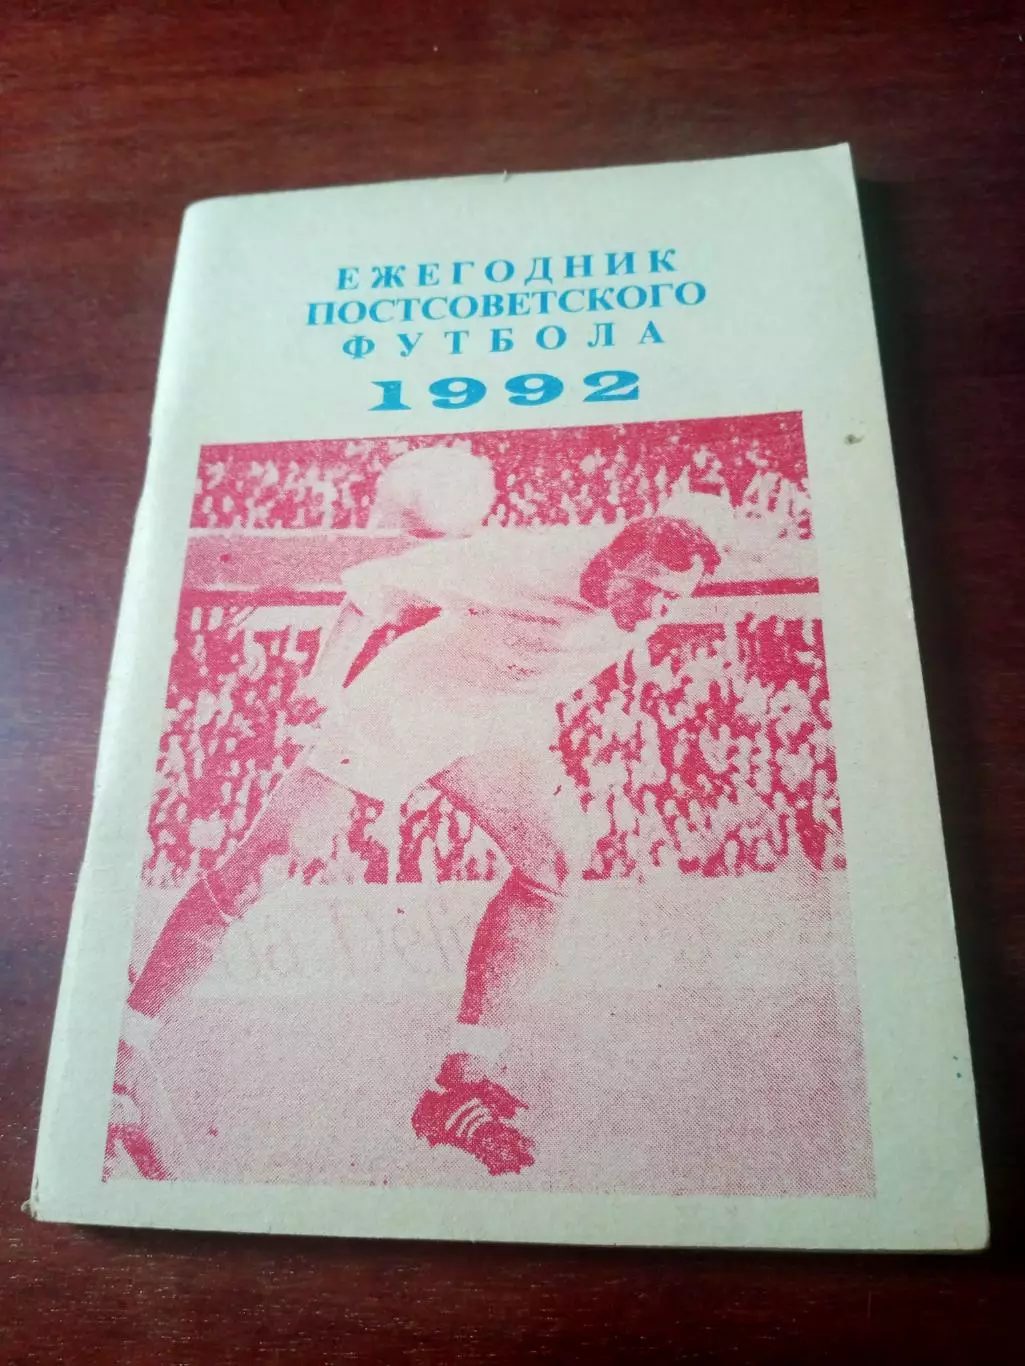 ЕЖЕГОДНИК
ПОСТСОВЕТСКОГО
ФУТБОЛА
1992